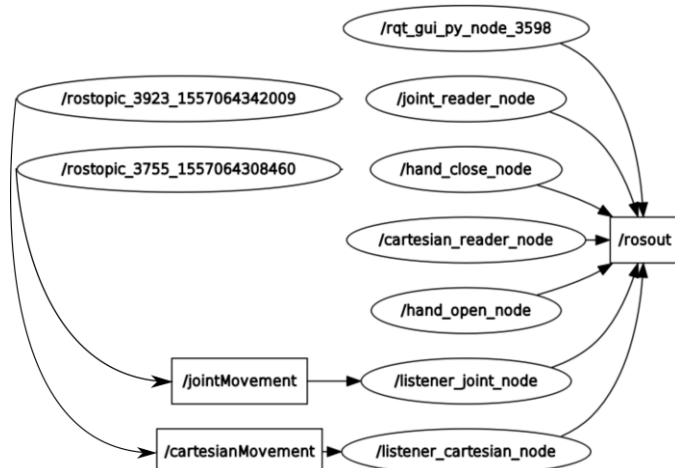 /rqt_gui_py_node_3598
/rostopic_3923_1557064342009
/joint_reader_node
/rostopic_3755_1557064308460
/hand_close_node
/cartesian_reader_node
/rosout
/hand_open_node
/jointMovement
/listener_joint_node
/cartesianMovement
/listener_cartesian_node